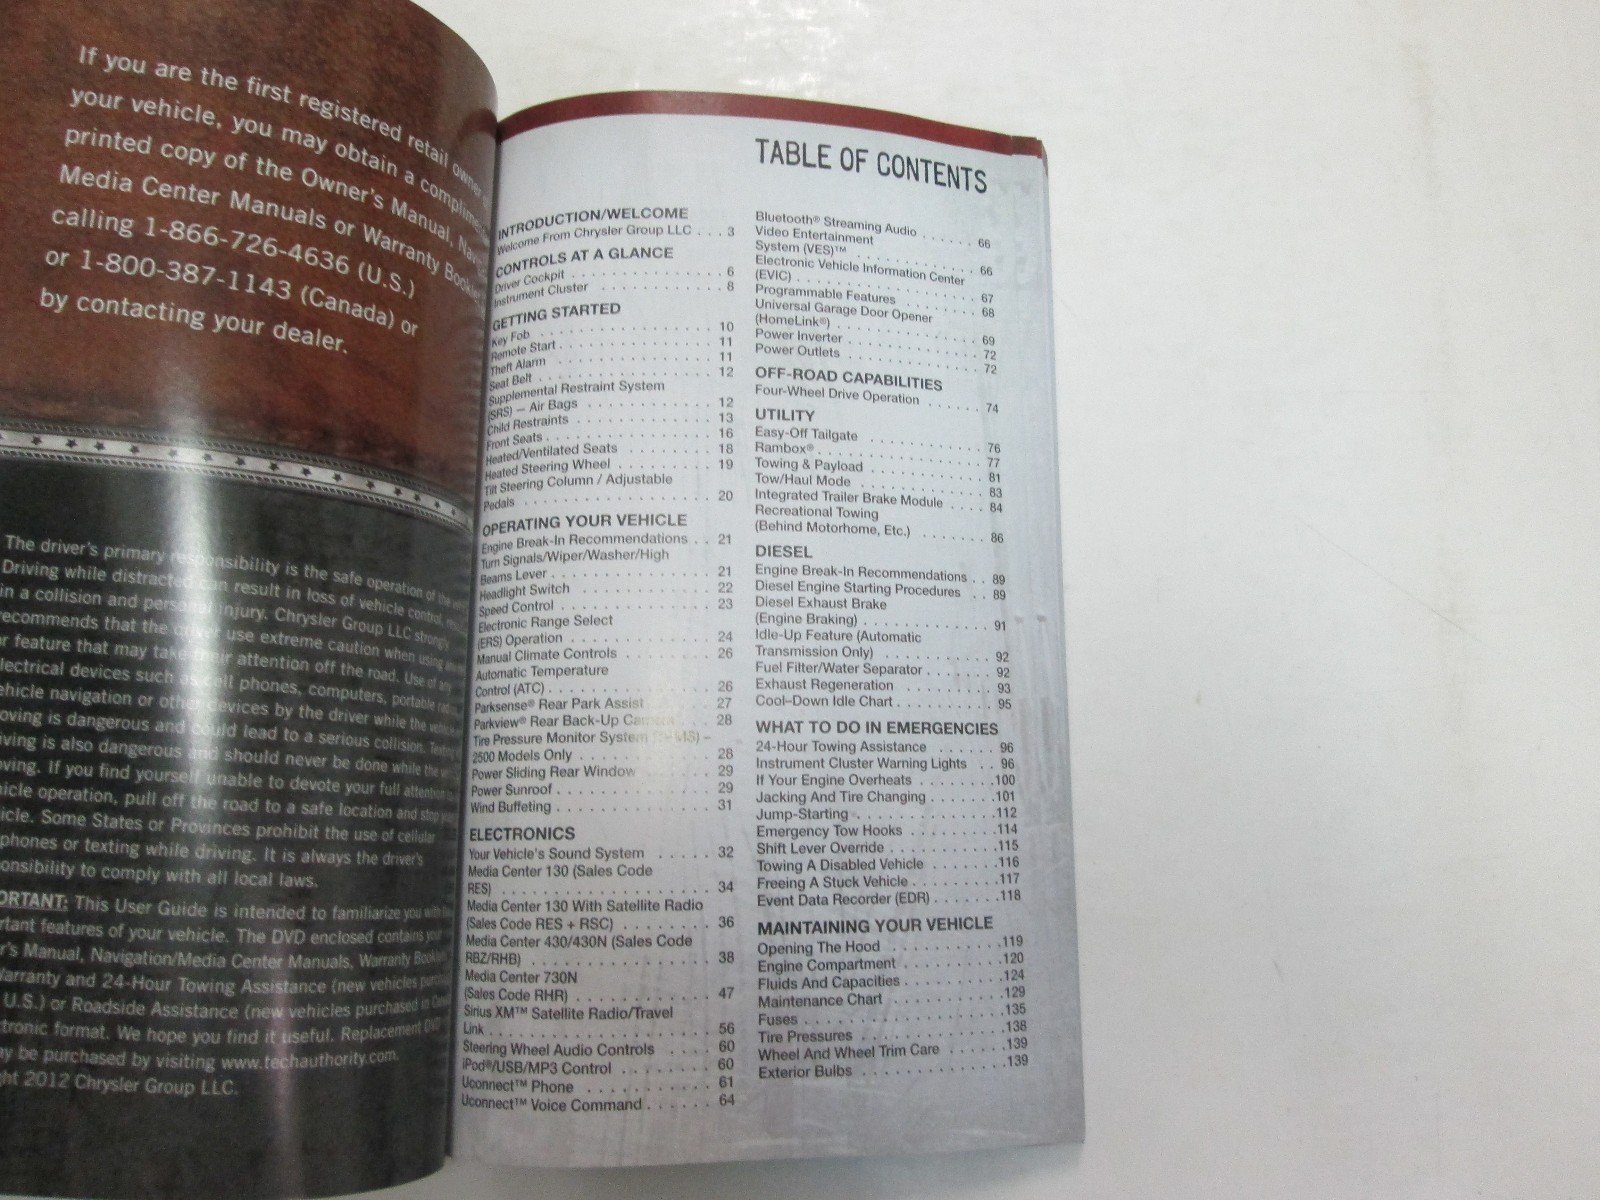 If you are the first registered retail owner
your vehicle, you may obtain a complimen
printed copy of the Owner's Manual, Naviga
Media Center Manuals or Warranty Booklet
calling 1-866-726-4636 (U.S.)
or 1-800-387-1143 (Canada) or
by contacting your dealer.
The driver's primary responsibility is the safe operation of the
Driving while distracted can result in loss of vehicle control,
in a collision and personal injury. Chrysler Group LLC strongly
ecommends that the driver use extreme caution when using
r feature that may take their attention off the road. Use of any
lectrical devices such as cell phones, computers, portable
ehicle navigation or other devices by the driver while the vehicle
oving is dangerous and could lead to a serious collision. Texting
iving is also dangerous and should never be done while the
oving. If you find yourself unable to devote your full attention
icle operation, pull off the road to a safe location and stop
icle. Some States or Provinces prohibit the use of cellular
phones or texting while driving. It is always the driver's
onsibility to comply with all local laws.
ORTANT: This User Guide is intended to familiarize you with
rtant features of your vehicle. The DVD enclosed contains your
r's Manual, Navigation/Media Center Manuals, Warranty Booklets
arranty and 24-Hour Towing Assistance (new vehicles
U.S.) or Roadside Assistance (new vehicles purchased in
tronic format. We hope you find it useful. Replacement DVD
ay be purchased by visiting www.techauthority.com.
ght 2012 Chrysler Group LLC.
TABLE OF CONTENTS
INTRODUCTION/WELCOME
Welcome From Chrysler Group LLC . . . 3
CONTROLS AT A GLANCE
Driver Cockpit . . . . . . . . . . . . . . . 6
Instrument Cluster . . . . . . . . . . . . 8
GETTING STARTED
Key Fob . . . . . . . . . . . . . . . . . . 10
Remote Start . . . . . . . . . . . . . . . 11
Theft Alarm . . . . . . . . . . . . . . . . 11
Seat Belt . . . . . . . . . . . . . . . . . 12
Supplemental Restraint System
(SRS) — Air Bags . . . . . . . . . . . . 12
Child Restraints . . . . . . . . . . . . . 13
Front Seats . . . . . . . . . . . . . . . . 16
Heated/Ventilated Seats . . . . . . . . 18
Heated Steering Wheel . . . . . . . . 19
Tilt Steering Column / Adjustable
Pedals . . . . . . . . . . . . . . . . . . 20
OPERATING YOUR VEHICLE
Engine Break-In Recommendations . . 21
Turn Signals/Wiper/Washer/High
Beams Lever . . . . . . . . . . . . . . . 21
Headlight Switch . . . . . . . . . . . . 22
Speed Control . . . . . . . . . . . . . . 23
Electronic Range Select
(ERS) Operation . . . . . . . . . . . . . 24
Manual Climate Controls . . . . . . . . 26
Automatic Temperature
Control (ATC) . . . . . . . . . . . . . . . 26
Parksense® Rear Park Assist 27
Parkview® Rear Back-Up Camera . . . 28
Tire Pressure Monitor System (TPMS) –
2500 Models Only . . . . . . . . . . . . 28
Power Sliding Rear Window . . . . . . 29
Power Sunroof . . . . . . . . . . . . . . 29
Wind Buffeting . . . . . . . . . . . . . . 31
ELECTRONICS
Your Vehicle's Sound System . . . . . 32
Media Center 130 (Sales Code
RES) . . . . . . . . . . . . . . . . . . . 34
Media Center 130 With Satellite Radio
(Sales Code RES + RSC) . . . . . . . . 36
Media Center 430/430N (Sales Code
RBZ/RHB) . . . . . . . . . . . . . . . . 38
Media Center 730N
(Sales Code RHR) . . . . . . . . . . . . 47
Sirius XM™ Satellite Radio/Travel
Link . . . . . . . . . . . . . . . . . . . . 56
Steering Wheel Audio Controls . . . . 60
iPod®/USB/MP3 Control . . . . . . . . 60
Uconnect™ Phone . . . . . . . . . . . 61
Uconnect™ Voice Command . . . . . . 64
Bluetooth® Streaming Audio . . . . . . 66
Video Entertainment
System (VES)™ . . . . . . . . . . . . . 66
Electronic Vehicle Information Center
(EVIC) . . . . . . . . . . . . . . . . . . . 67
Programmable Features . . . . . . . . 68
Universal Garage Door Opener
(HomeLink®) . . . . . . . . . . . . . . . 69
Power Inverter . . . . . . . . . . . . . . 72
Power Outlets . . . . . . . . . . . . . . 72
OFF-ROAD CAPABILITIES
Four-Wheel Drive Operation . . . . . . 74
UTILITY
Easy-Off Tailgate . . . . . . . . . . . . 76
Rambox® . . . . . . . . . . . . . . . . . 77
Towing & Payload . . . . . . . . . . . . 81
Tow/Haul Mode . . . . . . . . . . . . . 83
Integrated Trailer Brake Module . . . . 84
Recreational Towing
(Behind Motorhome, Etc.) . . . . . . . 86
DIESEL
Engine Break-In Recommendations . . 89
Diesel Engine Starting Procedures . . 89
Diesel Exhaust Brake
(Engine Braking) . . . . . . . . . . . . . 91
Idle-Up Feature (Automatic
Transmission Only) . . . . . . . . . . . 92
Fuel Filter/Water Separator . . . . . . . 92
Exhaust Regeneration . . . . . . . . . 93
Cool–Down Idle Chart . . . . . . . . . . 95
WHAT TO DO IN EMERGENCIES
24-Hour Towing Assistance . . . . . . 96
Instrument Cluster Warning Lights . . 96
If Your Engine Overheats . . . . . . . .100
Jacking And Tire Changing . . . . . . .101
Jump-Starting . . . . . . . . . . . . . .112
Emergency Tow Hooks . . . . . . . . .114
Shift Lever Override . . . . . . . . . . .115
Towing A Disabled Vehicle . . . . . . .116
Freeing A Stuck Vehicle . . . . . . . . .117
Event Data Recorder (EDR) . . . . . . .118
MAINTAINING YOUR VEHICLE
Opening The Hood . . . . . . . . . . .119
Engine Compartment . . . . . . . . . .120
Fluids And Capacities . . . . . . . . . .124
Maintenance Chart . . . . . . . . . . .129
Fuses . . . . . . . . . . . . . . . . . . .135
Tire Pressures . . . . . . . . . . . . . .138
Wheel And Wheel Trim Care . . . . . .139
Exterior Bulbs . . . . . . . . . . . . . .139